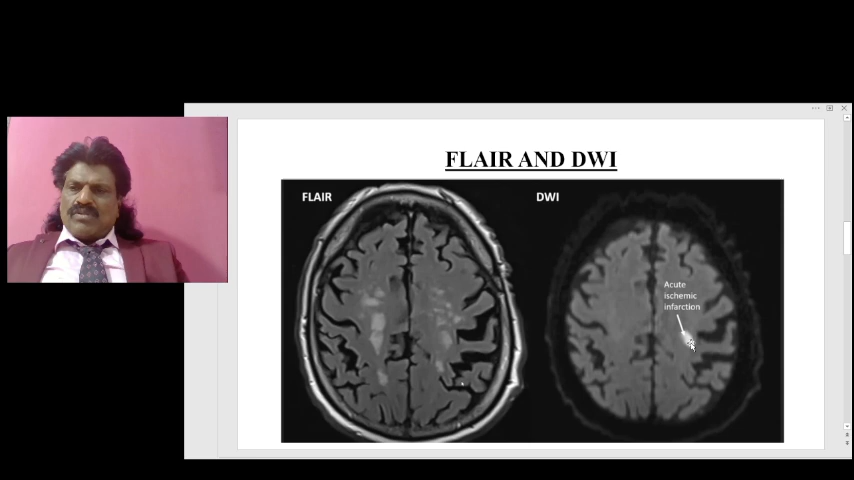 FLAIR AND DWI
FLAIR
DWI
Acute
ischemic
infarction